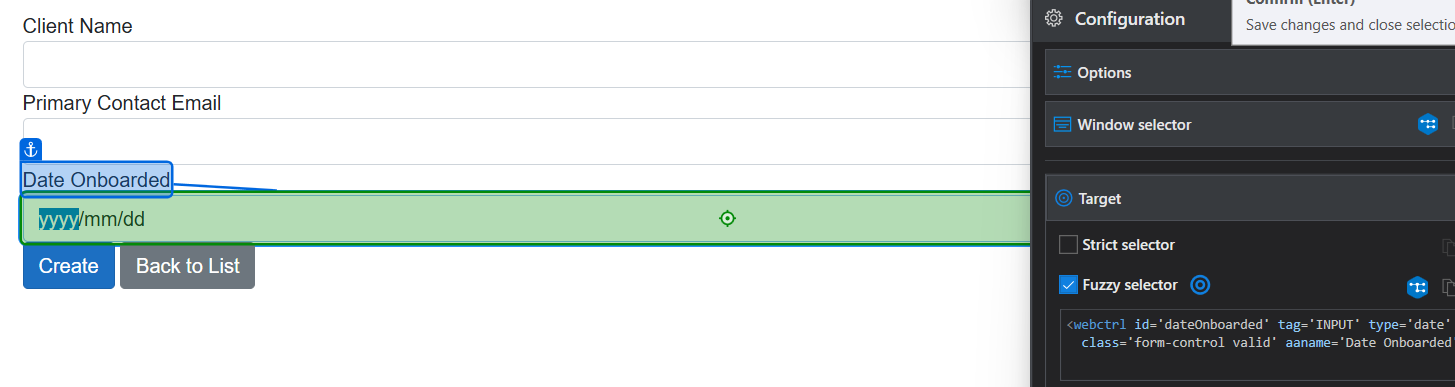 Client Name
Primary Contact Email
Date Onboarded
yyyy/mm/dd
Create
Back to List
Confirm (Enter)
Configuration
Save changes and close selectio
Options
Window selector
Target
Strict selector
Fuzzy selector
<webctrl id='dateOnboarded' tag='INPUT' type='date'
class='form-control valid' aaname='Date Onboarded